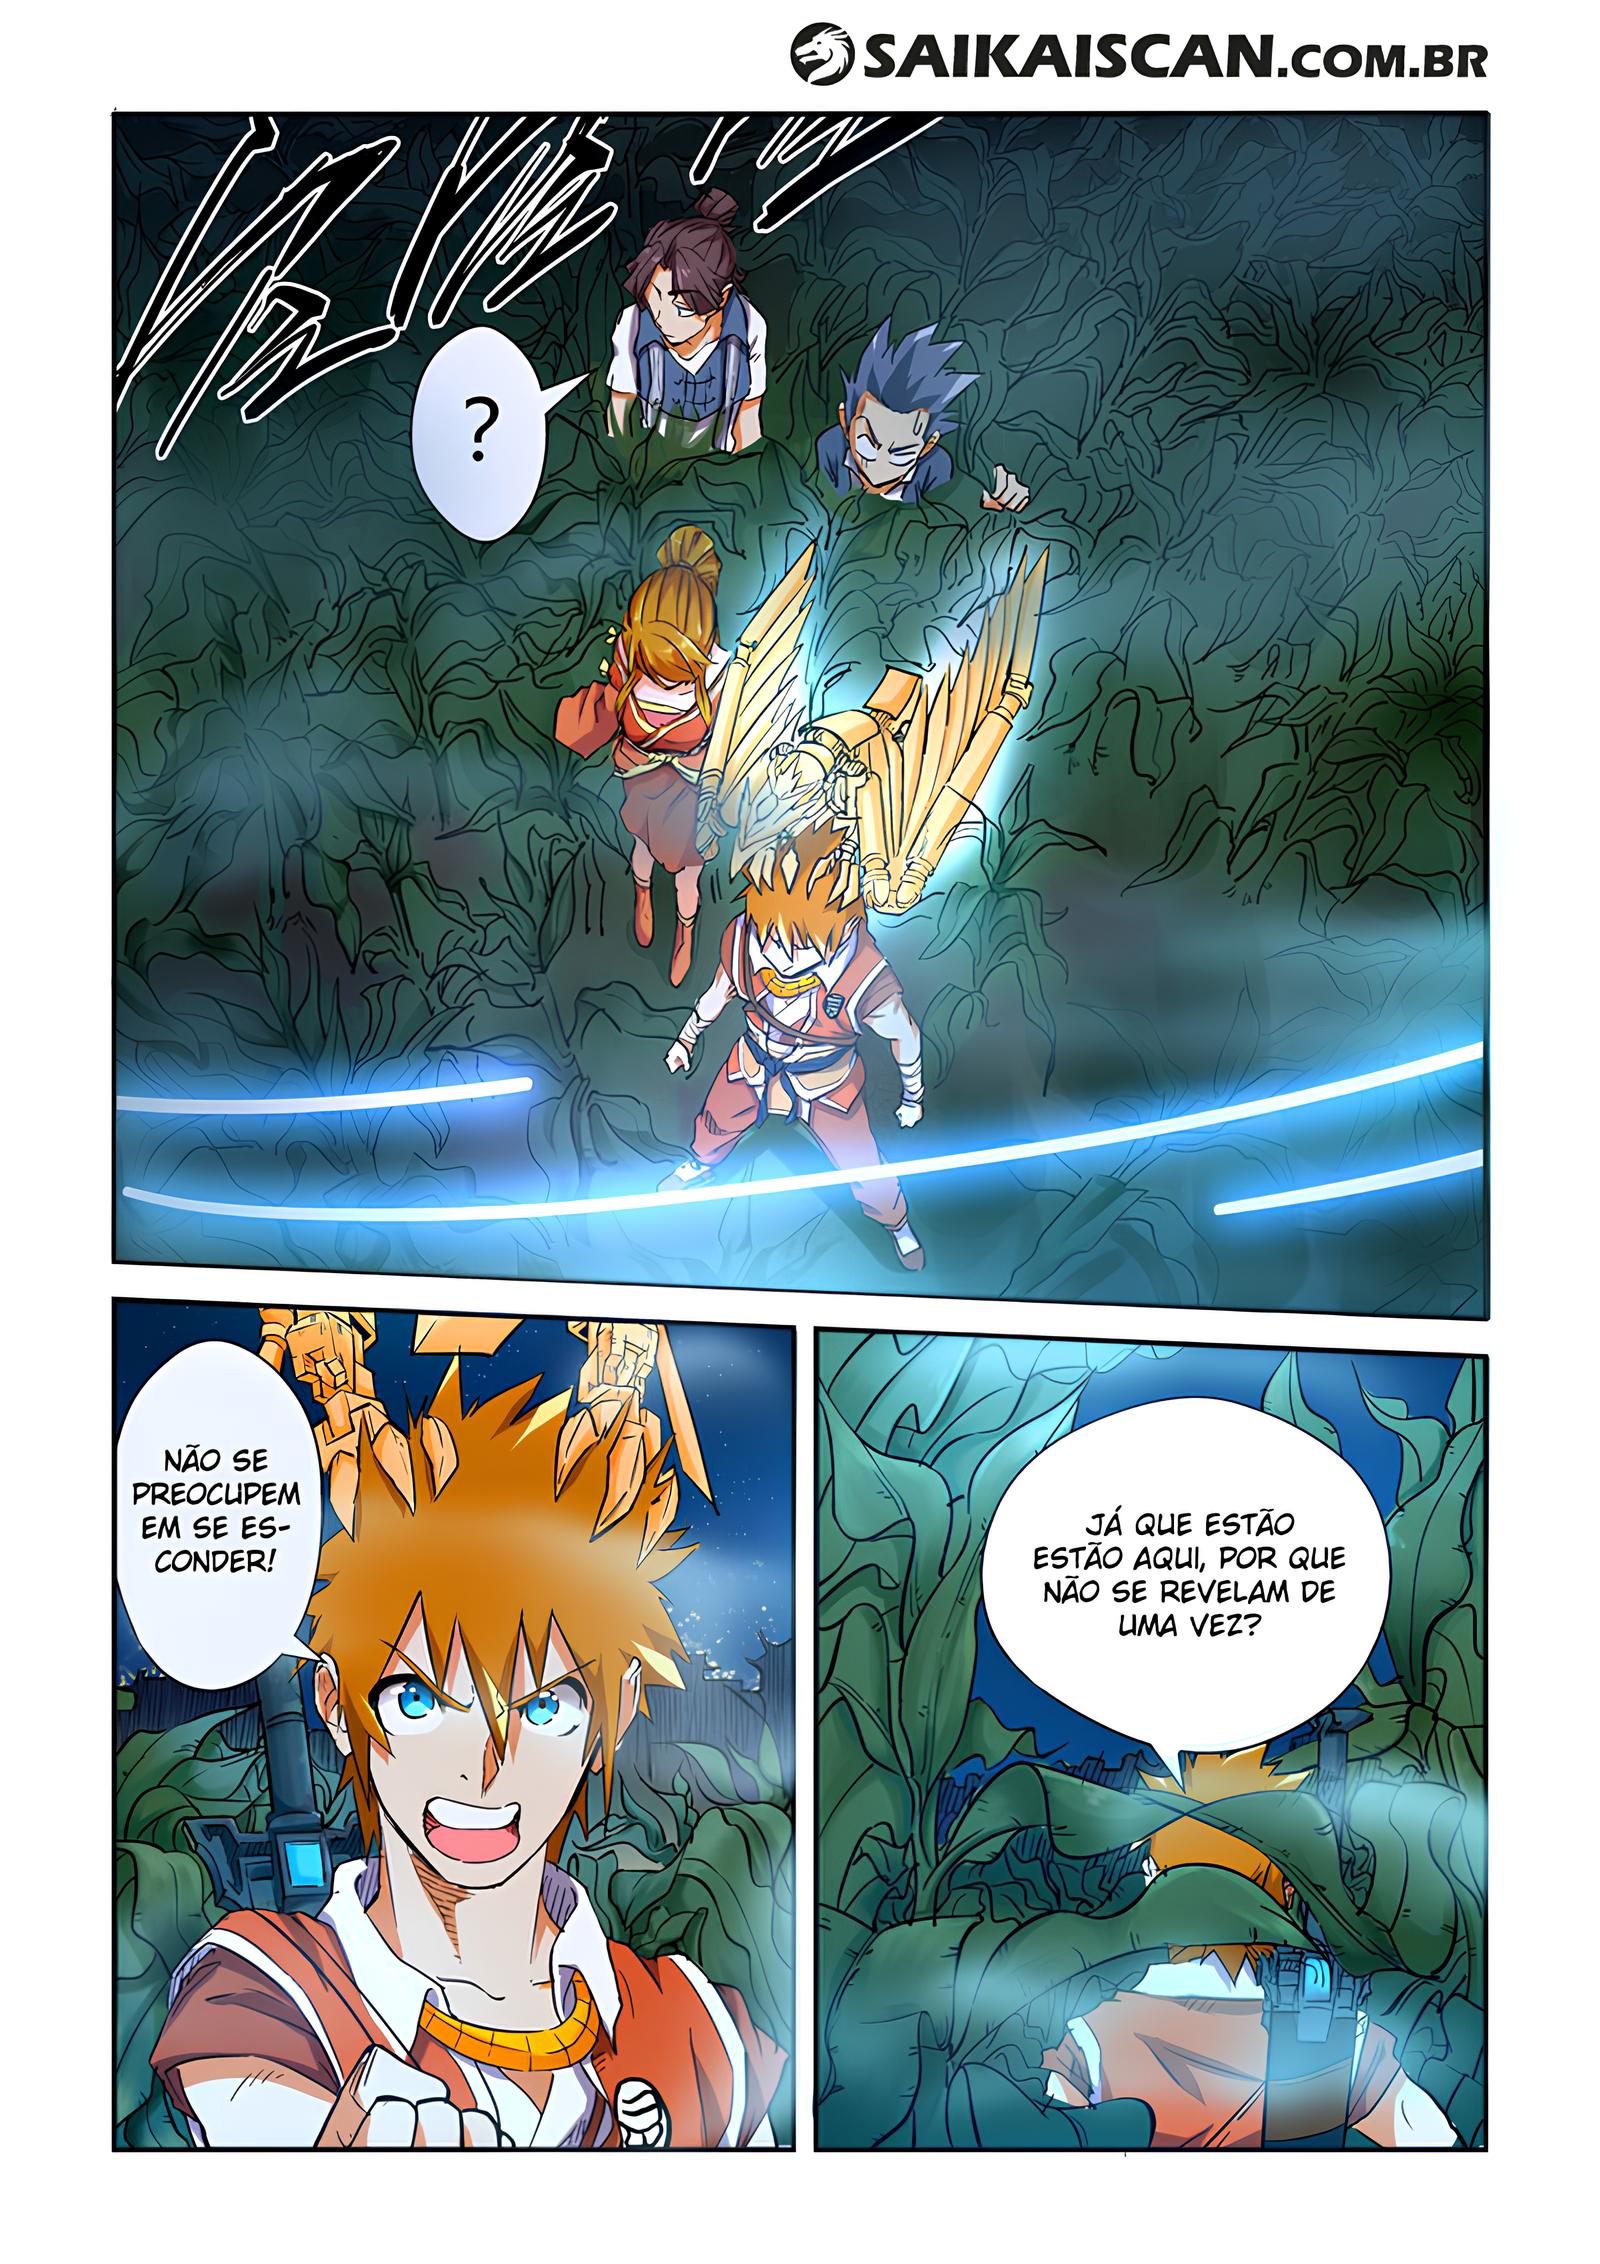 SAIKAISCAN.COM.BR
?
NÃO SE
PREOCUPEM
EM SE ES-
CONDER!
JÁ QUE ESTÃO
ESTÃO AQUI, POR QUE
NÃO SE REVELAM DE
UMA VEZ?